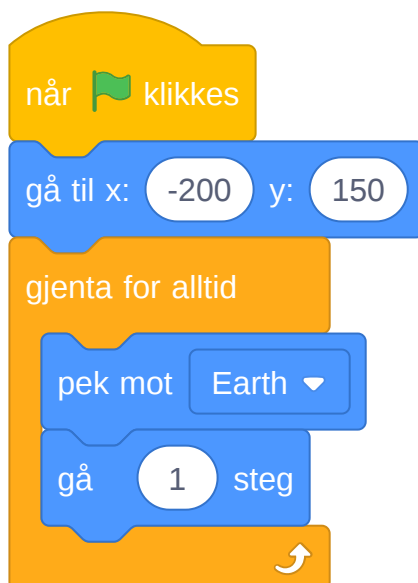 når klikkes
gå til x: -200 y: 150
gjenta for alltid
pek mot Earth
gå 1 steg